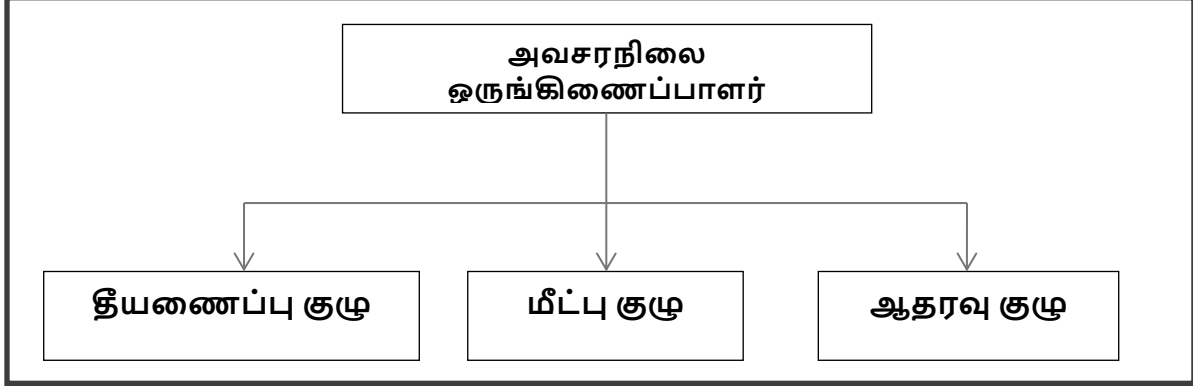 அவசரநிலை
ஒருங்கிணைப்பாளர்
தீயணைப்பு குழு
மீட்பு குழு
ஆதரவு குழு